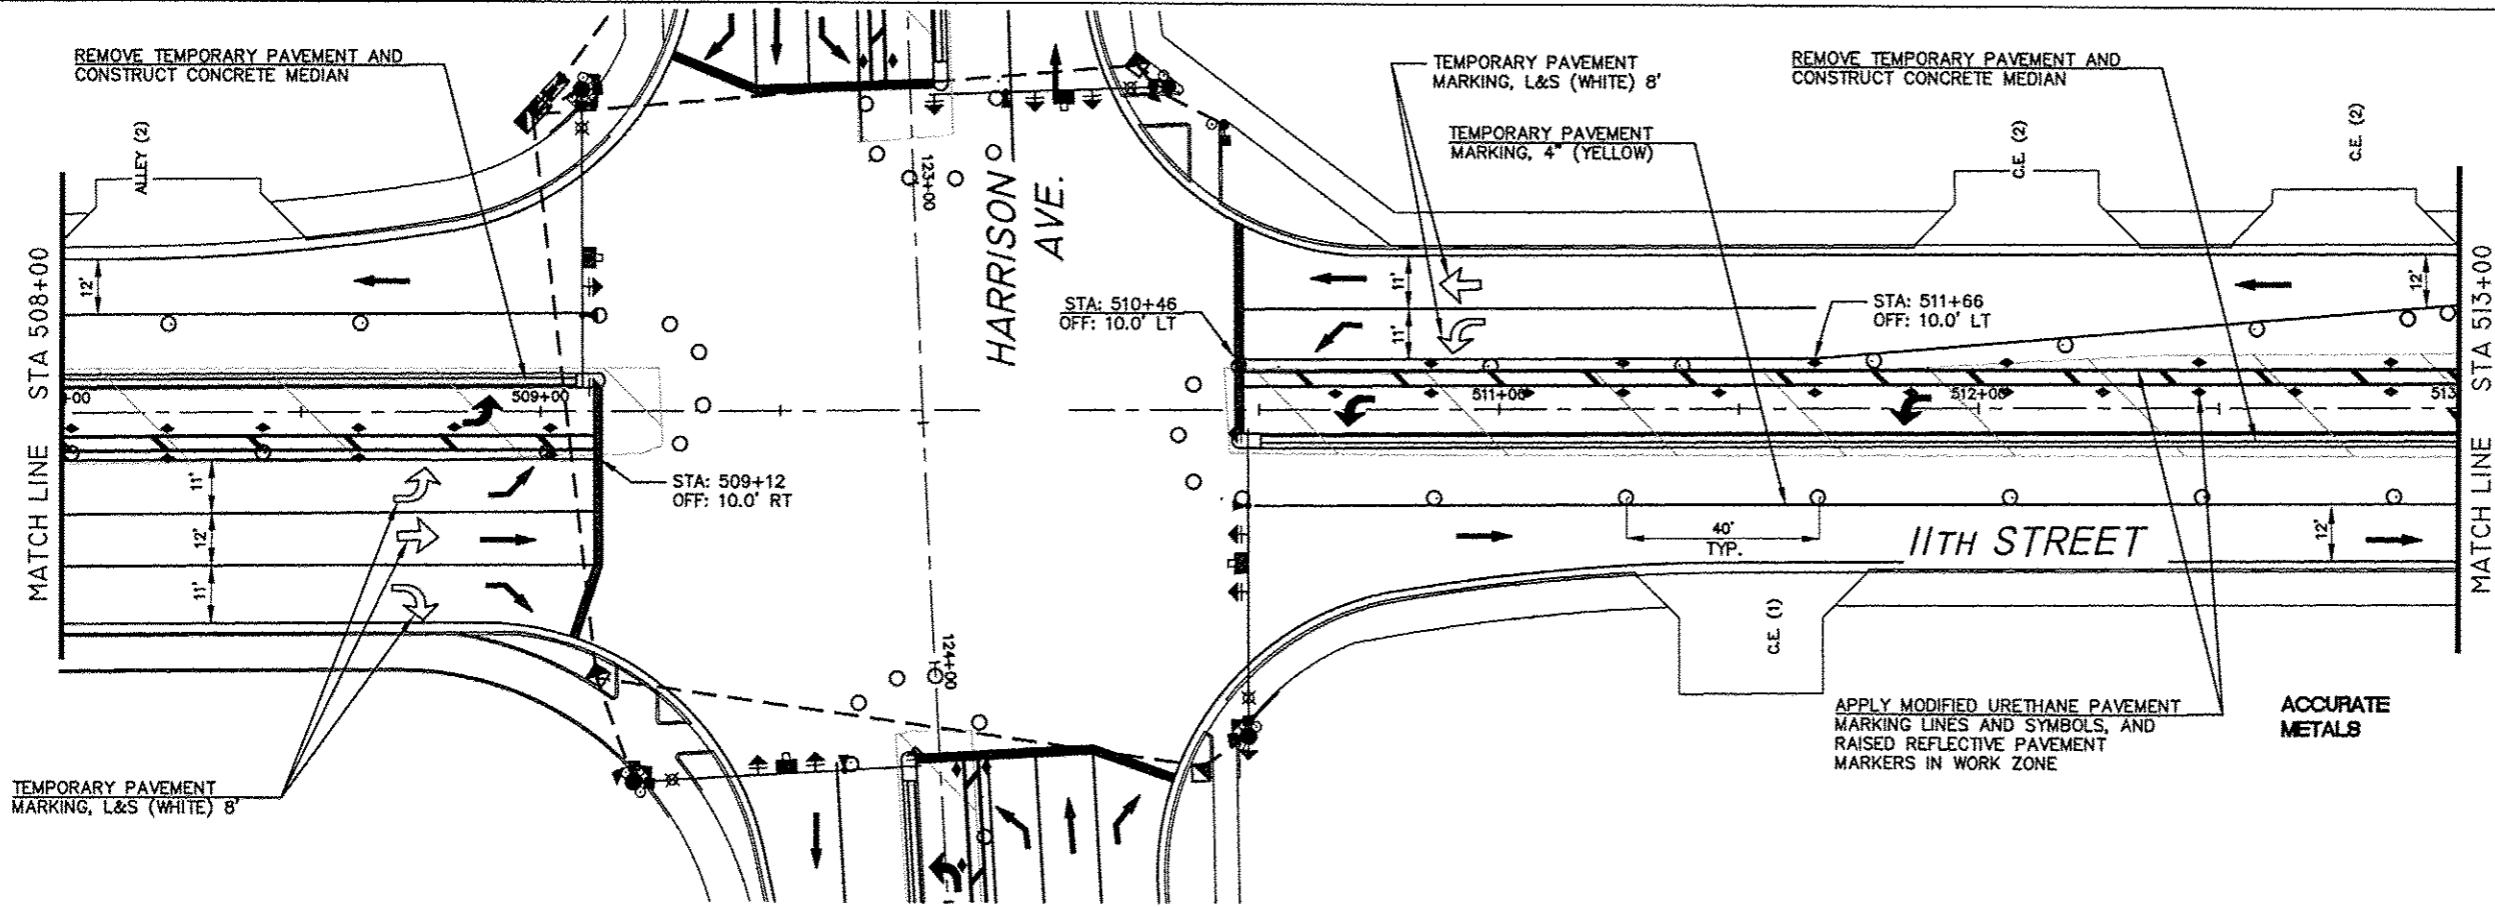 REMOVE TEMPORARY PAVEMENT AND
CONSTRUCT CONCRETE MEDIAN
TEMPORARY PAVEMENT
MARKING, L&S (WHITE) 8'
REMOVE TEMPORARY PAVEMENT AND
CONSTRUCT CONCRETE MEDIAN
TEMPORARY PAVEMENT
MARKING, 4" (YELLOW)
ALLEY (2)
C.E. (2)
C.E. (2)
123+00
HARRISON
AVE.
MATCH LINE STA 508+00
12'
STA: 510+46
OFF: 10.0' LT
11'
11'
STA: 511+66
OFF: 10.0' LT
12'
MATCH LINE STA 513+00
+00
509+00
511+00
512+00
513
STA: 509+12
OFF: 10.0' RT
11'
12'
11'
40'
TYP.
11TH STREET
12'
124+00
C.E. (1)
APPLY MODIFIED URETHANE PAVEMENT
MARKING LINES AND SYMBOLS, AND
RAISED REFLECTIVE PAVEMENT
MARKERS IN WORK ZONE
ACCURATE
METALS
TEMPORARY PAVEMENT
MARKING, L&S (WHITE) 8'